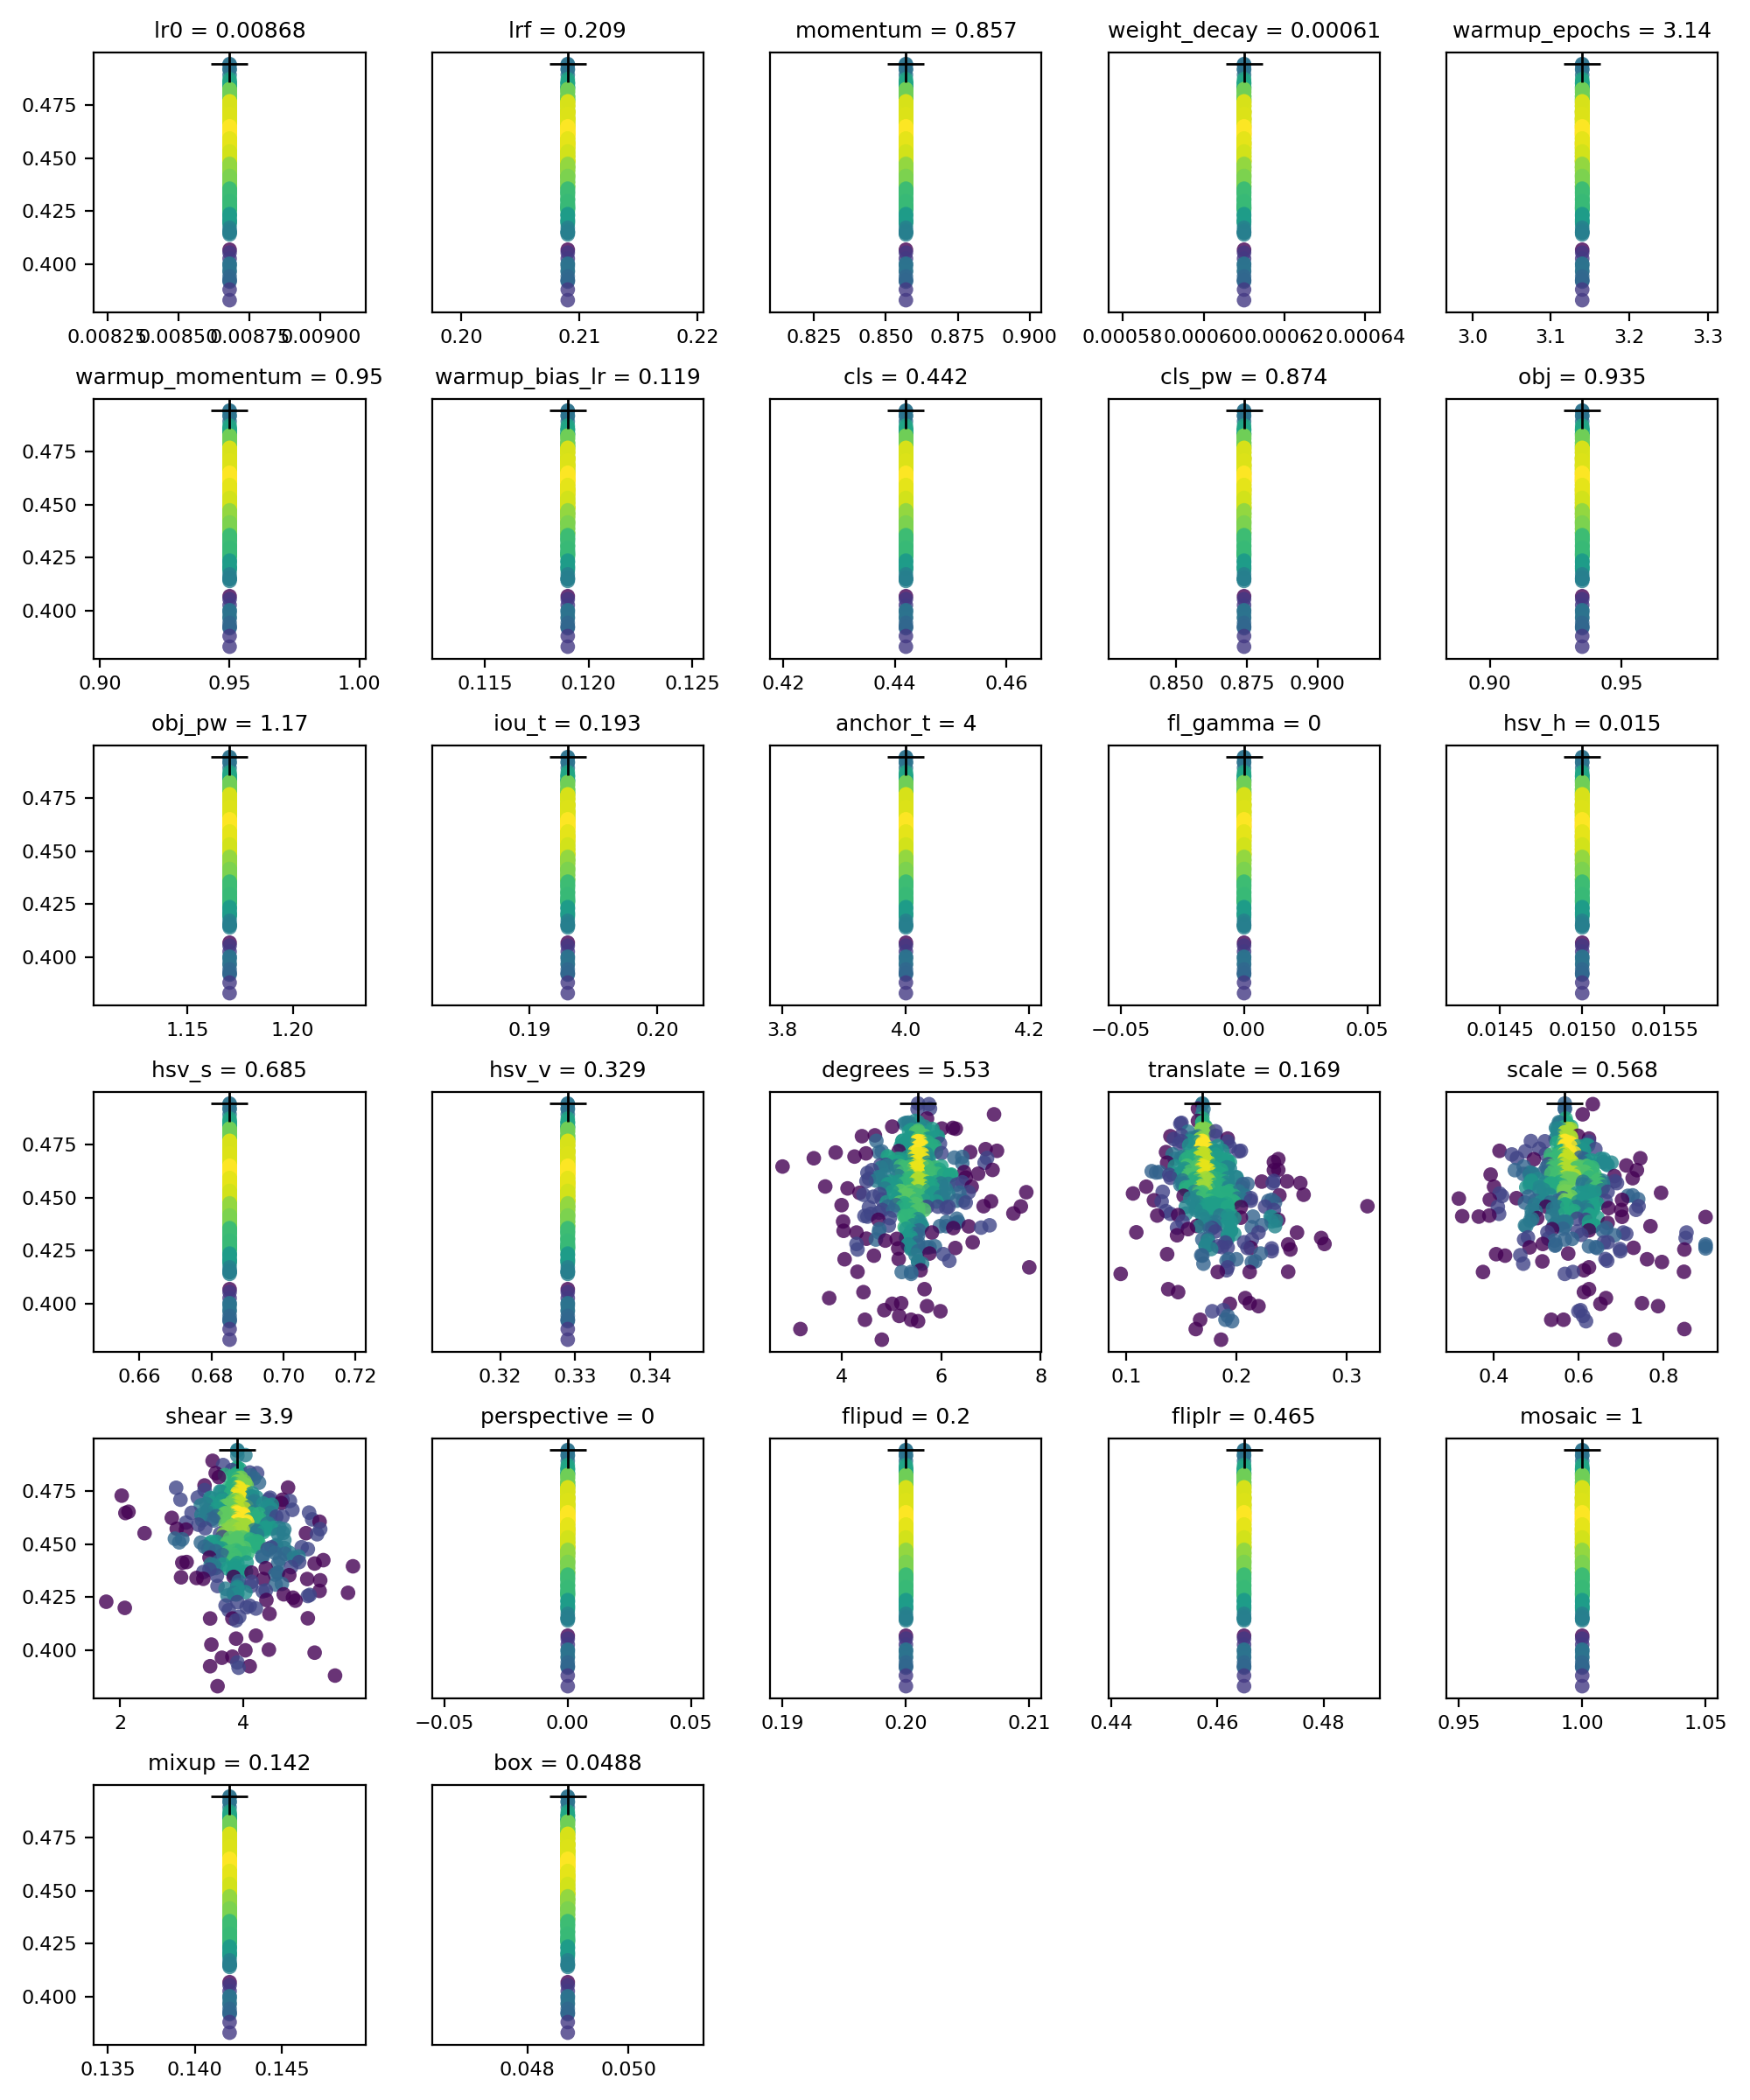 lr0 = 0.00868 lrf = 0.209 momentum = 0.857 weight_decay = 0.00061 warmup_epochs = 3.14
0.475
0.450
0.425
0.400
0.00825 0.00850 0.00875 0.00900 0.20 0.21 0.22 0.825 0.850 0.875 0.900 0.00058 0.00060 0.00062 0.00064 3.0 3.1 3.2 3.3
warmup_momentum = 0.95 warmup_bias_lr = 0.119 cls = 0.442 cls_pw = 0.874 obj = 0.935
0.475
0.450
0.425
0.400
0.90 0.95 1.00 0.115 0.120 0.125 0.42 0.44 0.46 0.850 0.875 0.900 0.90 0.95
obj_pw = 1.17 iou_t = 0.193 anchor_t = 4 fl_gamma = 0 hsv_h = 0.015
0.475
0.450
0.425
0.400
1.15 1.20 0.19 0.20 3.8 4.0 4.2 −0.05 0.00 0.05 0.0145 0.0150 0.0155
hsv_s = 0.685 hsv_v = 0.329 degrees = 5.53 translate = 0.169 scale = 0.568
0.475
0.450
0.425
0.400
0.66 0.68 0.70 0.72 0.32 0.33 0.34 4 6 8 0.1 0.2 0.3 0.4 0.6 0.8
shear = 3.9 perspective = 0 flipud = 0.2 fliplr = 0.465 mosaic = 1
0.475
0.450
0.425
0.400
2 4 −0.05 0.00 0.05 0.19 0.20 0.21 0.44 0.46 0.48 0.95 1.00 1.05
mixup = 0.142 box = 0.0488
0.475
0.450
0.425
0.400
0.135 0.140 0.145 0.048 0.050